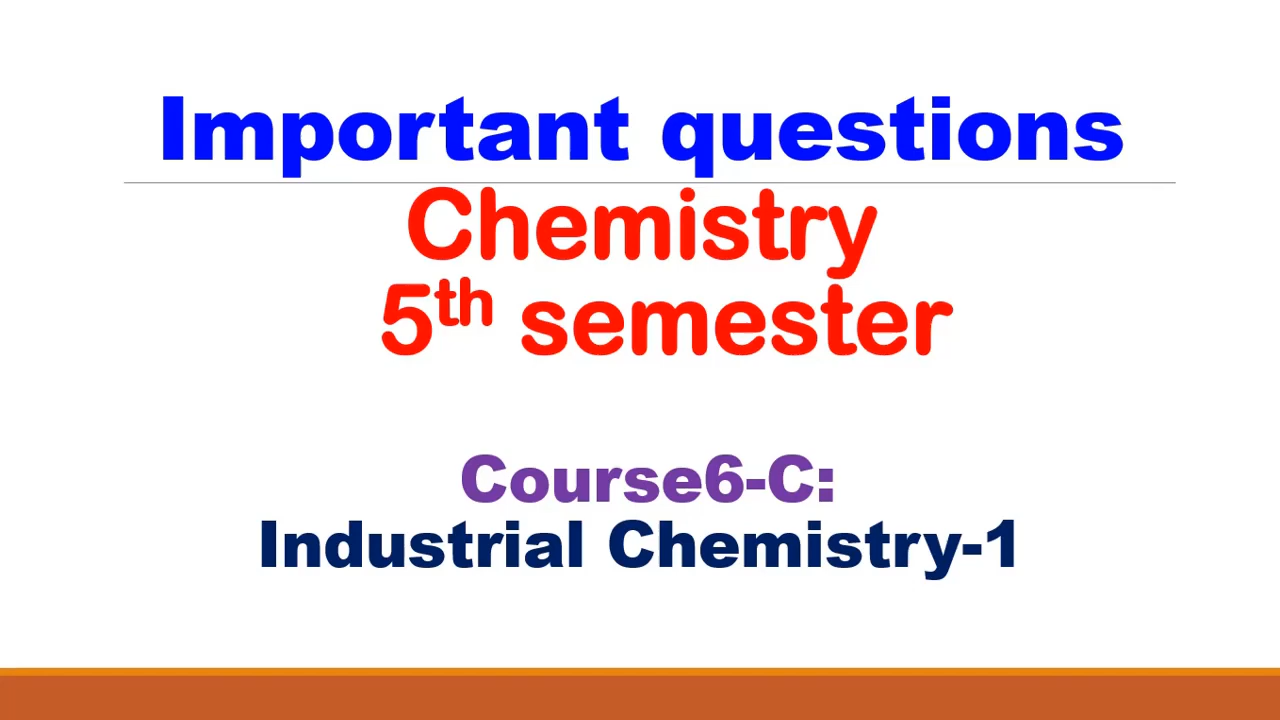 Important questions
Chemistry
5th semester
Course6-C:
Industrial Chemistry-1